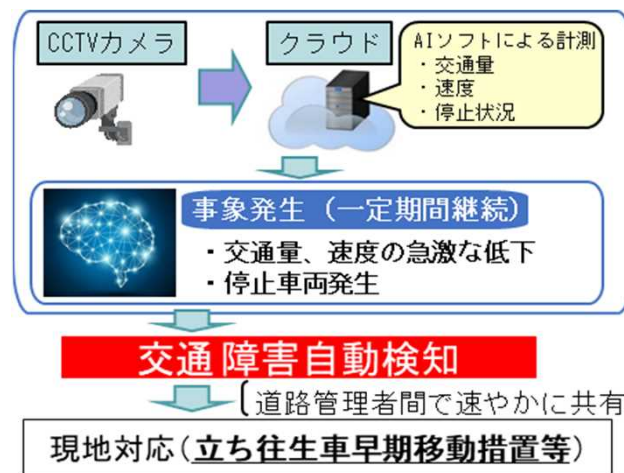 CCTVカメラ
クラウド
AIソフトによる計測
・交通量
・速度
・停止状況
事象発生（一定期間継続）
・交通量、速度の急激な低下
・停止車両発生
交通障害自動検知
道路管理者間で速やかに共有
現地対応（立ち往生車早期移動措置等）